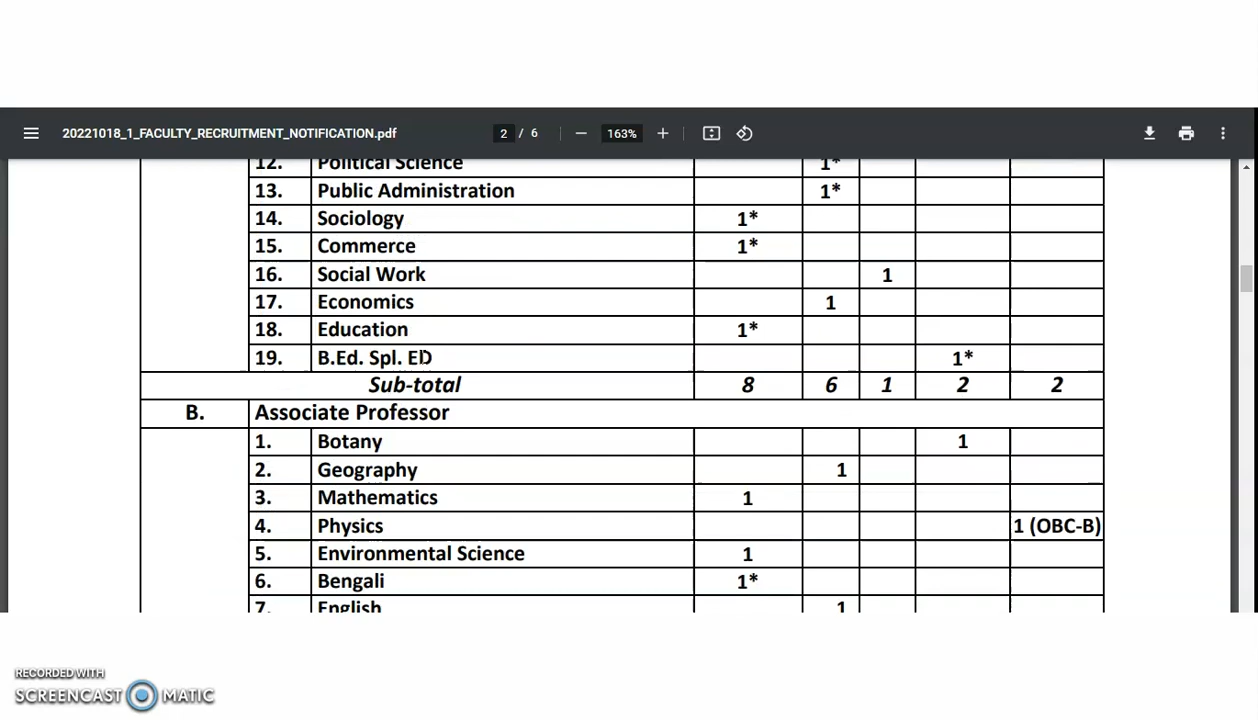 20221018_1_FACULTY_RECRUITMENT_NOTIFICATION.pdf 2 / 6 163%
12. Political Science 1*
13. Public Administration 1*
14. Sociology 1*
15. Commerce 1*
16. Social Work 1
17. Economics 1
18. Education 1*
19. B.Ed. Spl. ED 1*
Sub-total 8 6 1 2 2
B. Associate Professor
1. Botany 1
2. Geography 1
3. Mathematics 1
4. Physics 1 (OBC-B)
5. Environmental Science 1
6. Bengali 1*
7. English 1
RECORDED WITH
SCREENCAST MATIC